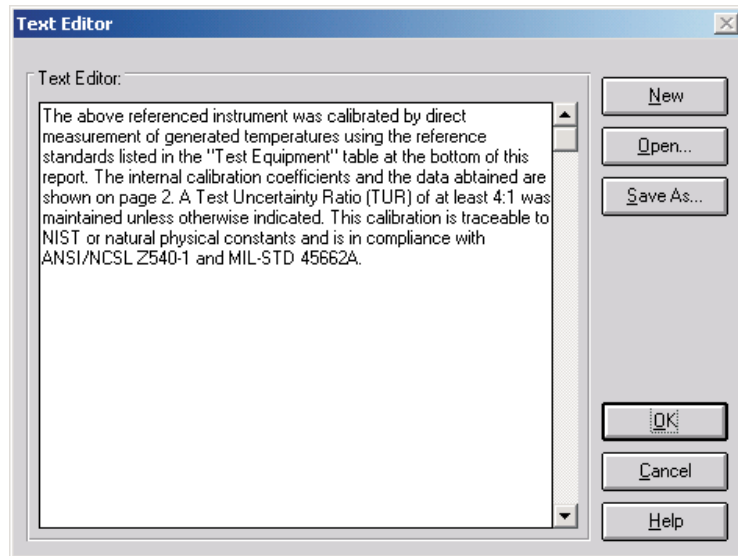 Text Editor
Text Editor:
The above referenced instrument was calibrated by direct
measurement of generated temperatures using the reference
standards listed in the "Test Equipment" table at the bottom of this
report. The internal calibration coefficients and the data abtained are
shown on page 2. A Test Uncertainty Ratio (TUR) of at least 4:1 was
maintained unless otherwise indicated. This calibration is traceable to
NIST or natural physical constants and is in compliance with
ANSI/NCSL Z540-1 and MIL-STD 45662A.
New
Open...
Save As...
OK
Cancel
Help